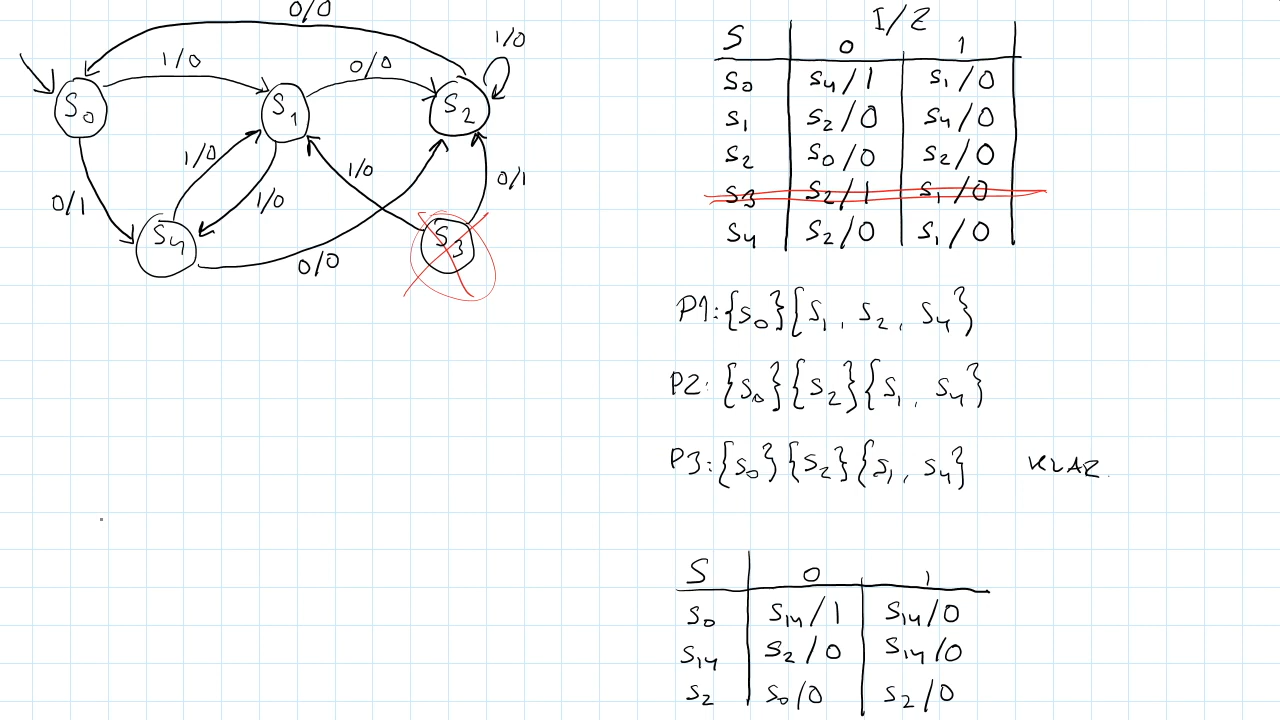 0/0
1/0
1/0
0/0
S0
S1
S2
1/0
1/0
1/0
0/1
0/1
S4
S3
0/0
I/Z
S 0 1
S0 S4/1 S1/0
S1 S2/0 S4/0
S2 S0/0 S2/0
S3 S2/1 S1/0
S4 S2/0 S1/0
P1: {S0}{S1, S2, S4}
P2: {S0}{S2}{S1, S4}
P3: {S0}{S2}{S1, S4} KLAR.
S 0 1
S0 S14/1 S14/0
S14 S2/0 S14/0
S2 S0/0 S2/0